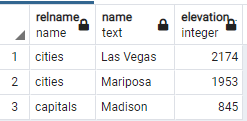 relname name elevation
name text integer
1 cities Las Vegas 2174
2 cities Mariposa 1953
3 capitals Madison 845